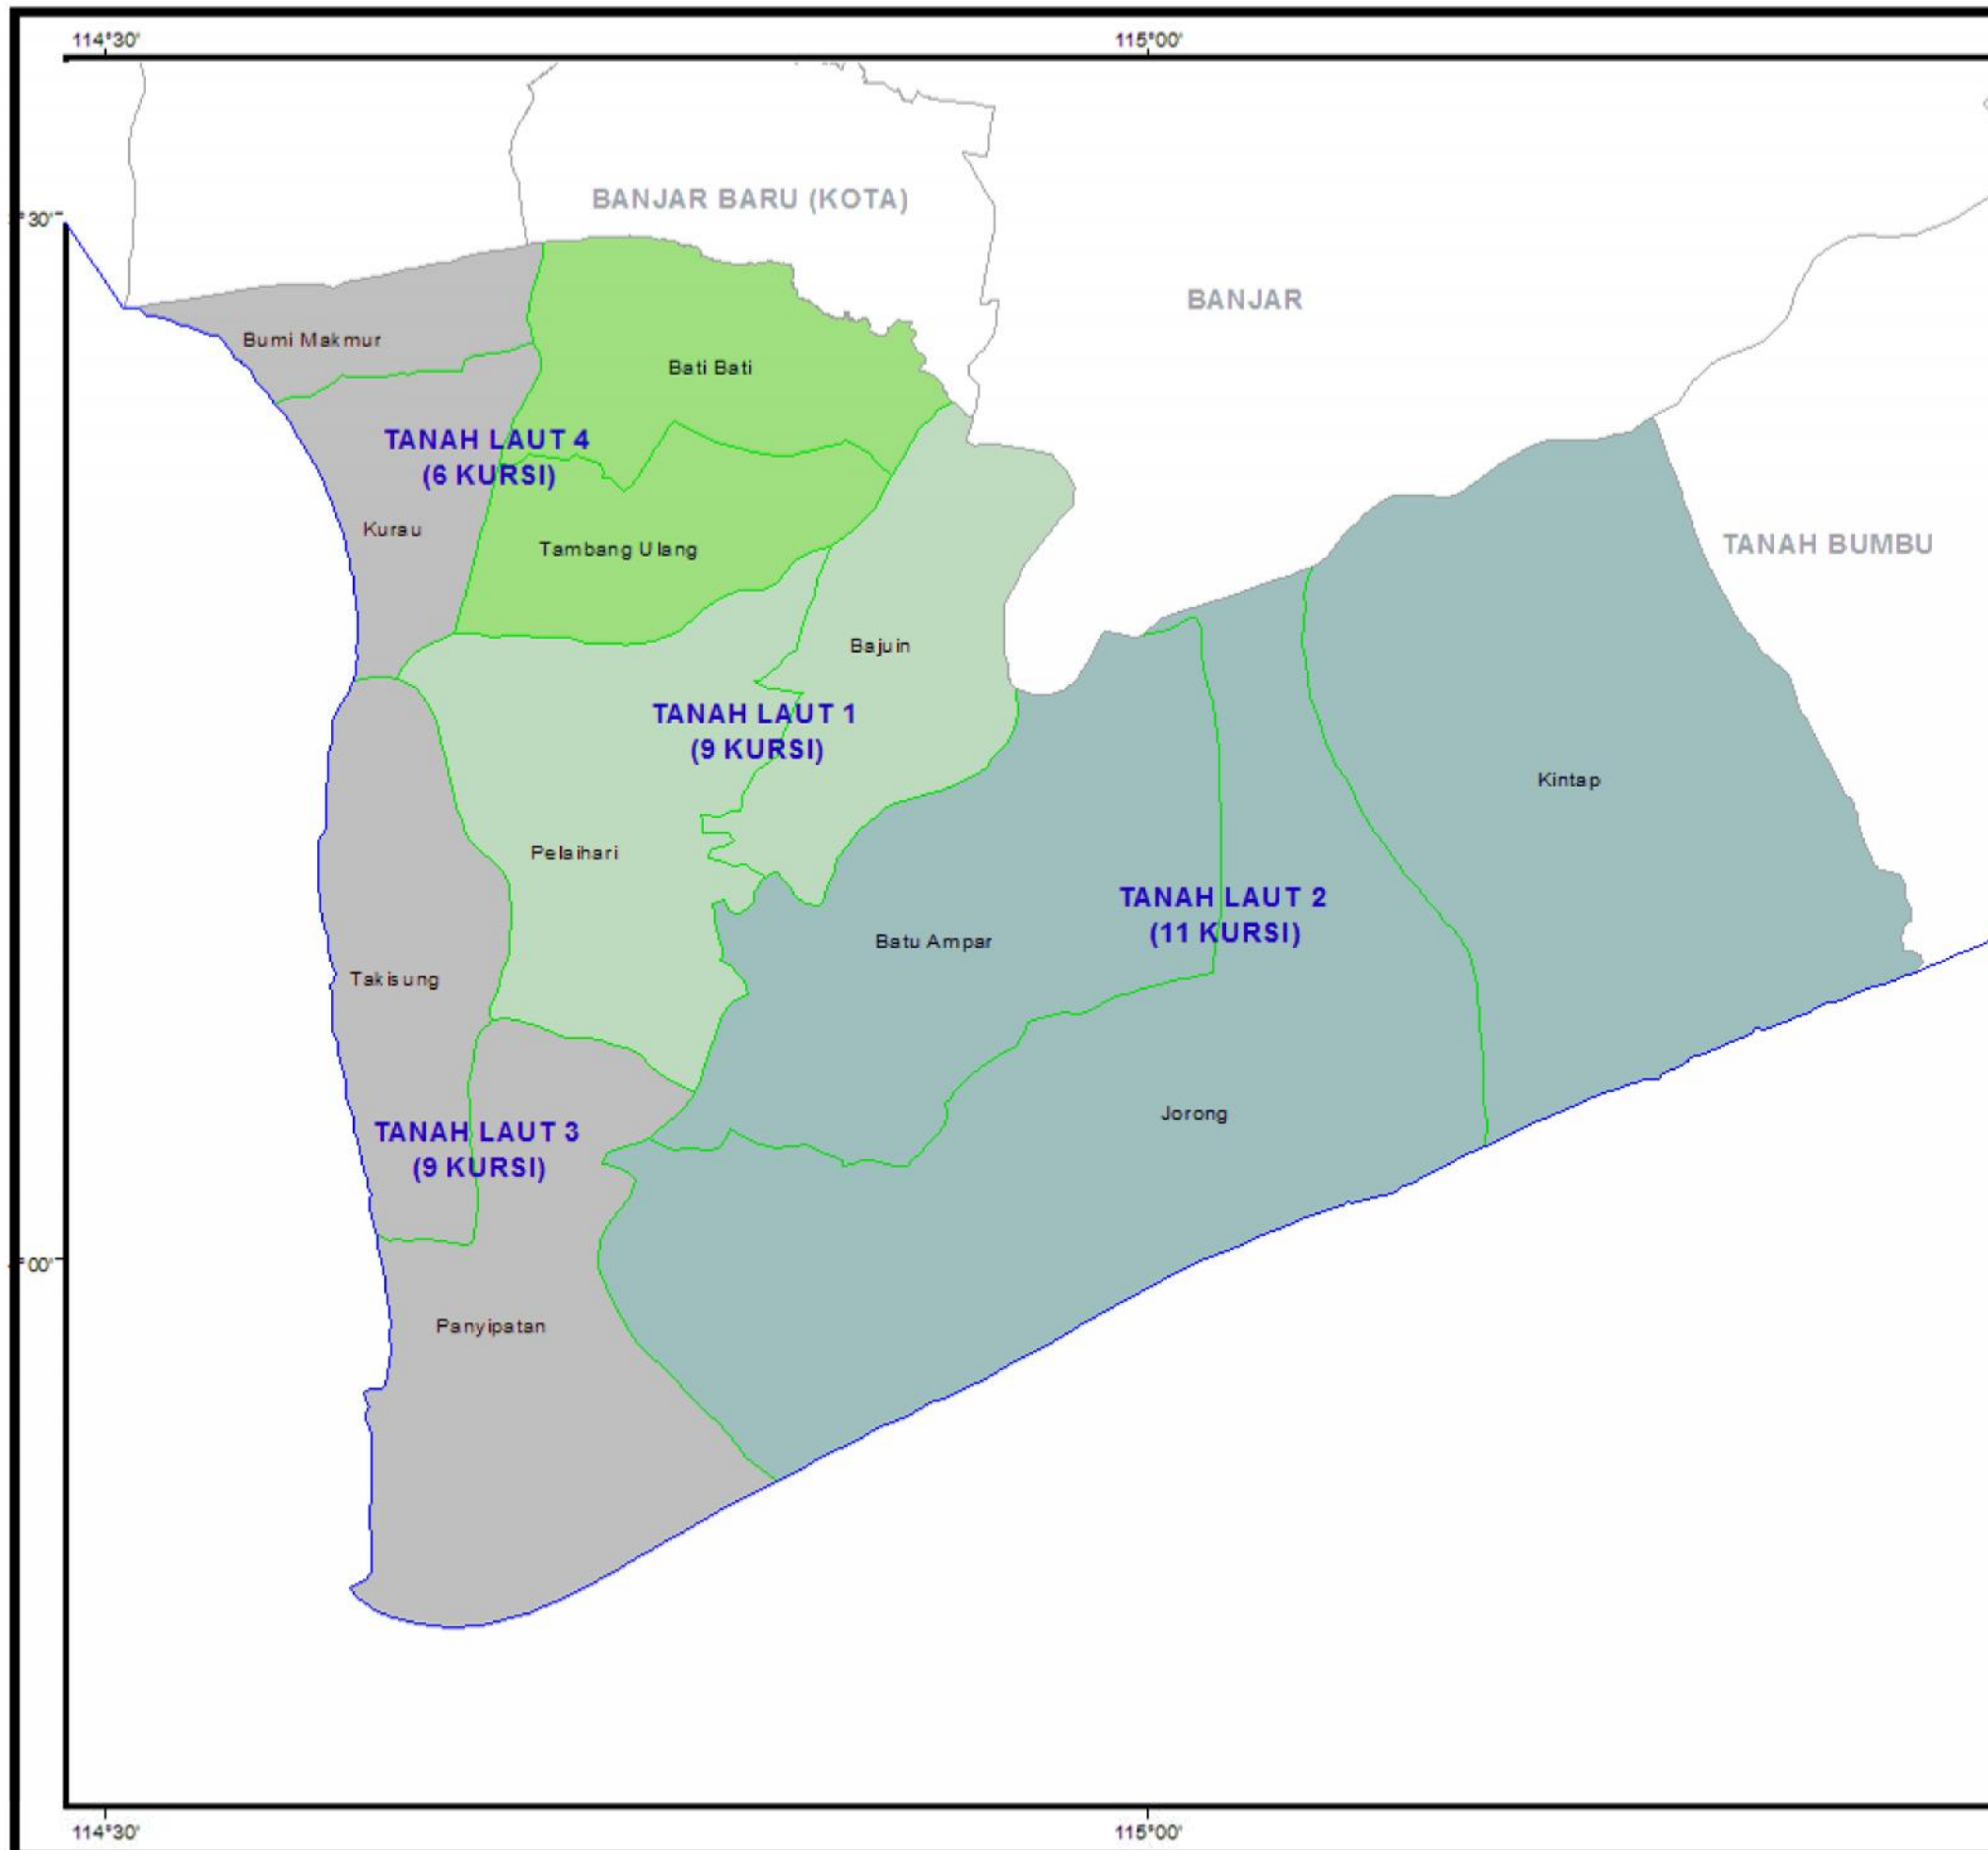 114°30'
115°00'
°30'
BANJAR BARU (KOTA)
BANJAR
Bumi Makmur
Bati Bati
TANAH LAUT 4
(6 KURSI)
Kurau
Tambang Ulang
TANAH BUMBU
Bajuin
TANAH LAUT 1
(9 KURSI)
Kintap
Pelaihari
TANAH LAUT 2
(11 KURSI)
Batu Ampar
Takisung
Jorong
TANAH LAUT 3
(9 KURSI)
°00'
Panyipatan
114°30'
115°00'